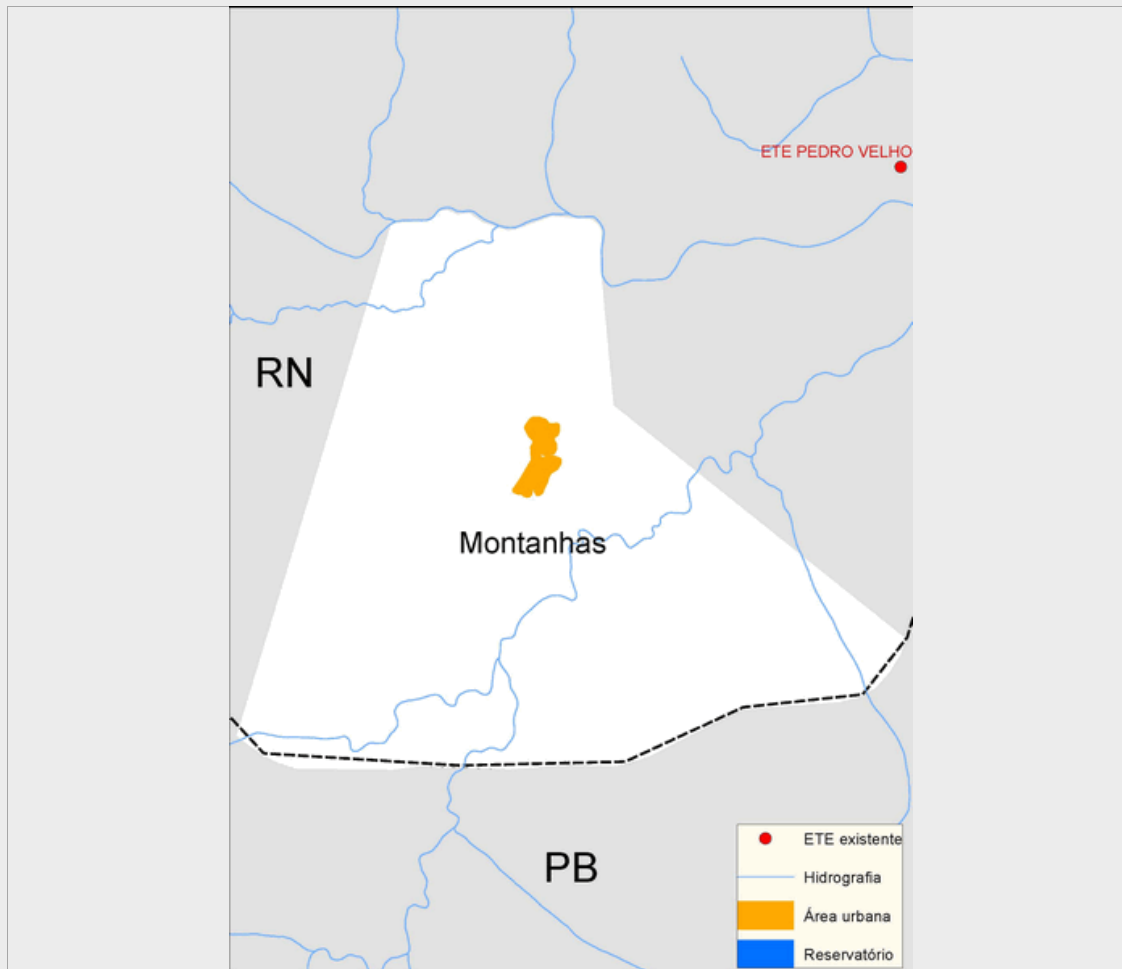 ETE PEDRO VELHO
RN
Montanhas
PB
ETE existente
Hidrografia
Área urbana
Reservatório